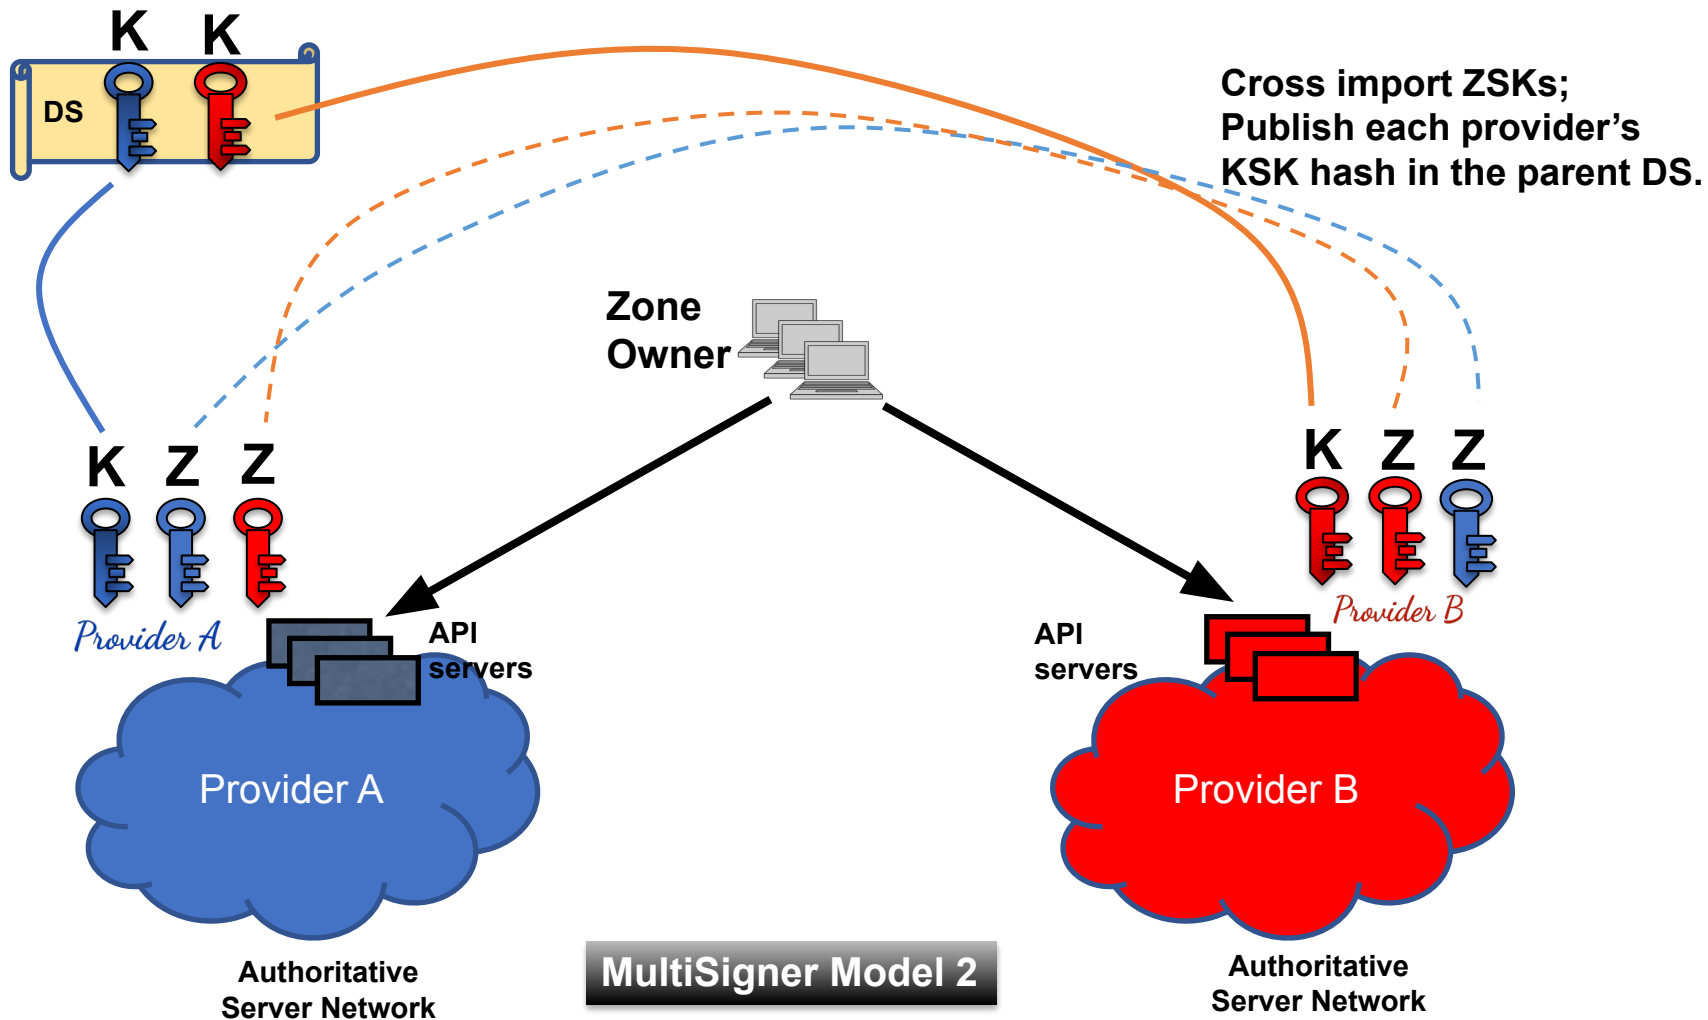 K K
DS
Cross import ZSKs;
Publish each provider’s
KSK hash in the parent DS.
Zone
Owner
K Z Z
K Z Z
Provider A
API
servers
API
servers
Provider B
Provider A
Provider B
Authoritative
Server Network
MultiSigner Model 2
Authoritative
Server Network